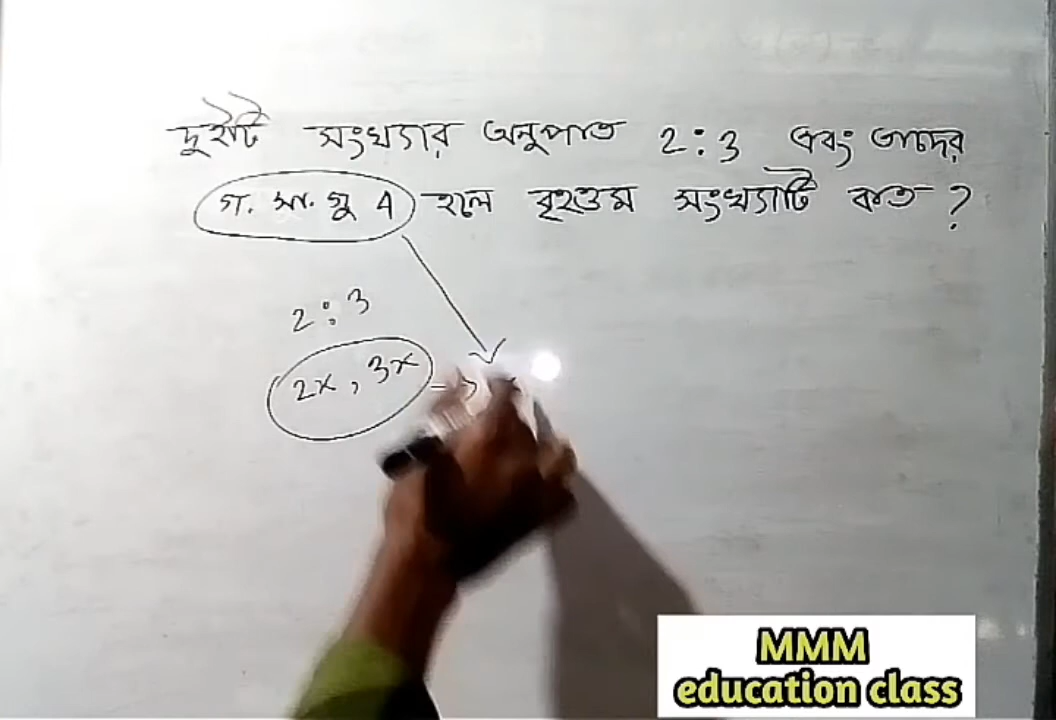 দুইটি সংখ্যার অনুপাত 2:3 এবং তাদের
গ. সা. গু 4 হলে বৃহত্তম সংখ্যাটি কত ?
2:3
2x, 3x
MMM
education class